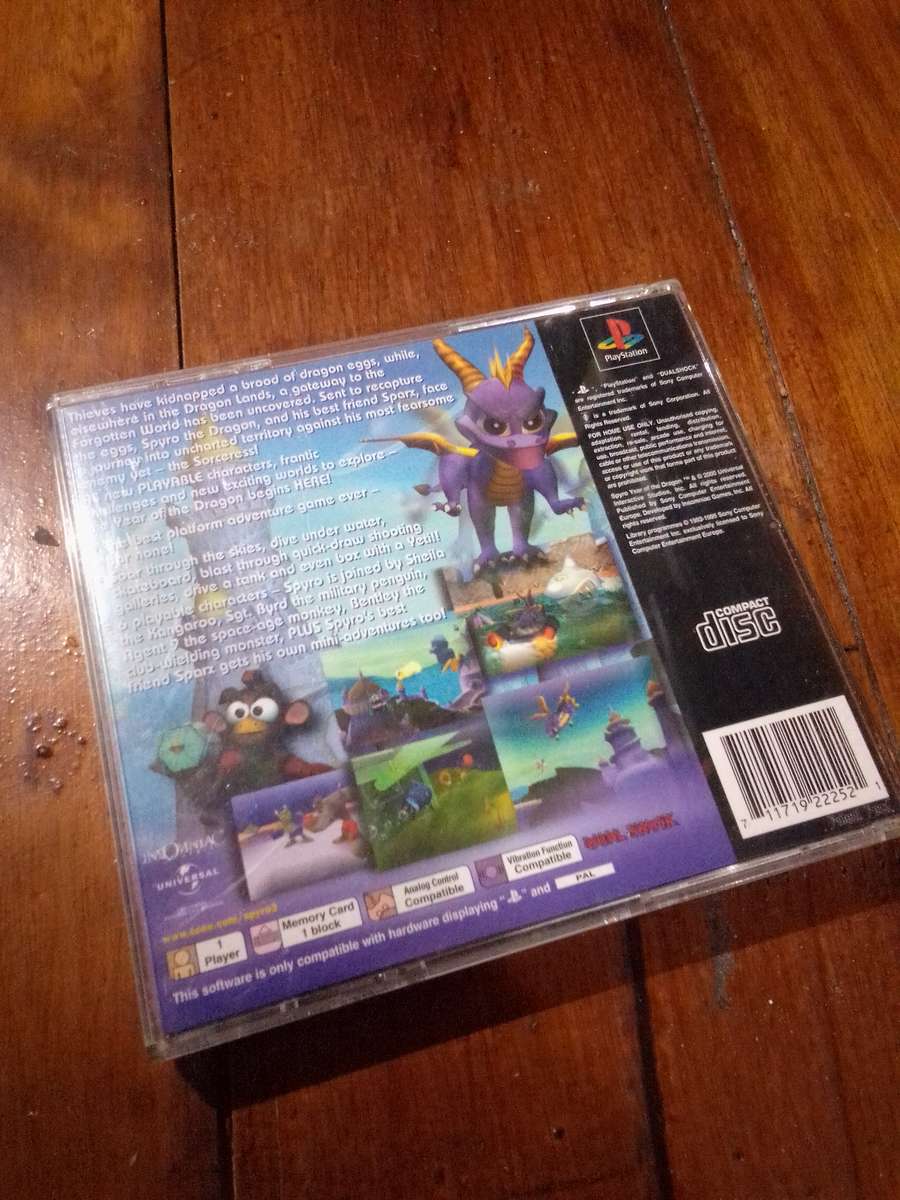 Thieves have kidnapped a brood of dragon eggs, while,
elsewhere in the Dragon Lands, a gateway to the
Forgotten World has been uncovered. Sent to recapture
the eggs, Spyro the Dragon, and his best friend Sparx, face
a journey into uncharted territory against his most fearsome
enemy yet – the Sorceress!
new PLAYABLE characters, frantic
challenges and new exciting worlds to explore –
Year of the Dragon begins HERE!
best platform adventure game ever –
hone!
through the skies, dive under water,
skateboard, blast through quick-draw shooting
galleries, drive a tank and even box with a Yeti!
playable characters – Spyro is joined by Sheila
the Kangaroo, Sgt. Byrd the military penguin,
Agent 9 the space-age monkey, Bentley the
club-wielding monster, PLUS Spyro's best
friend Sparx gets his own mini-adventures too!
INSOMNIAC
UNIVERSAL
1
Player
Memory Card
1 block
Analog Control
Compatible
Vibration Function
Compatible
This software is only compatible with hardware displaying " " and PAL
PlayStation
" ", "PlayStation" and "DUALSHOCK"
are registered trademarks of Sony Computer
Entertainment Inc.
" " is a trademark of Sony Corporation. All
Rights Reserved.
FOR HOME USE ONLY. Unauthorised copying,
adaptation, rental, lending, distribution,
extraction, re-sale, arcade use, charging for
use, broadcast, public performance and internet,
cable or other telecommunications transmission,
access or use of this product or any trademark
or copyright work that forms part of this product
are prohibited.
Spyro Year of the Dragon ™ & © 2000 Universal
Interactive Studios, Inc. All rights reserved.
Published by Sony Computer Entertainment
Europe. Developed by Insomniac Games, Inc. All
rights reserved.
Library programmes © 1993-1995 Sony Computer
Entertainment Inc. exclusively licensed to Sony
Computer Entertainment Europe.
COMPACT
disc
7 11719 22252 1